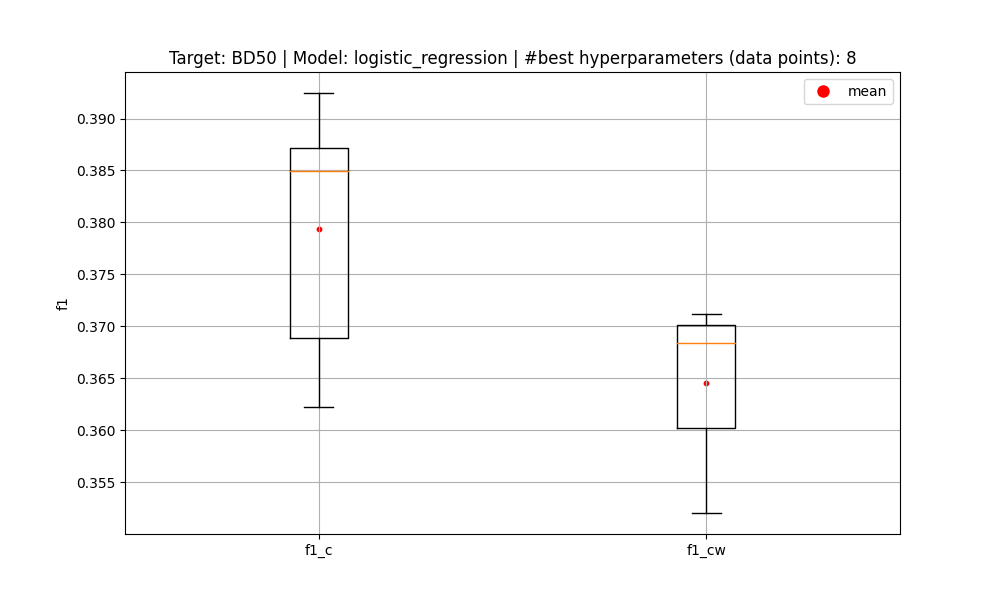 Target: BD50 | Model: logistic_regression | #best hyperparameters (data points): 8
mean
0.390
0.385
0.380
0.375
0.370
0.365
0.360
0.355
f1
f1_c
f1_cw